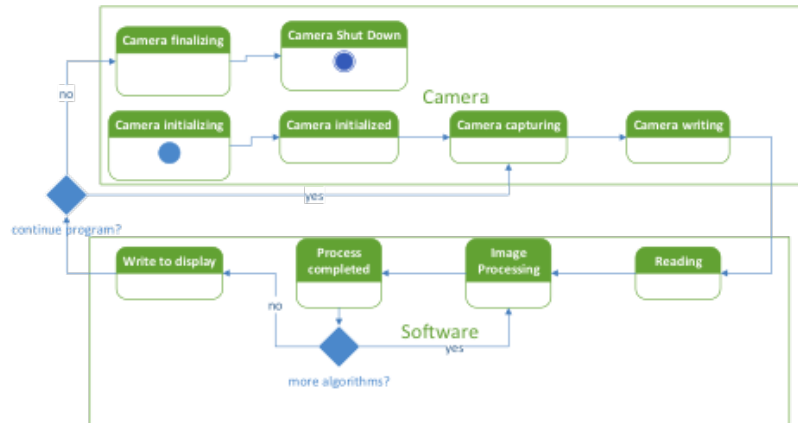 Camera finalizing
Camera Shut Down
no
Camera
Camera initializing
Camera initialized
Camera capturing
Camera writing
yes
continue program?
Write to display
Process
completed
Image
Processing
Reading
no
Software
yes
more algorithms?